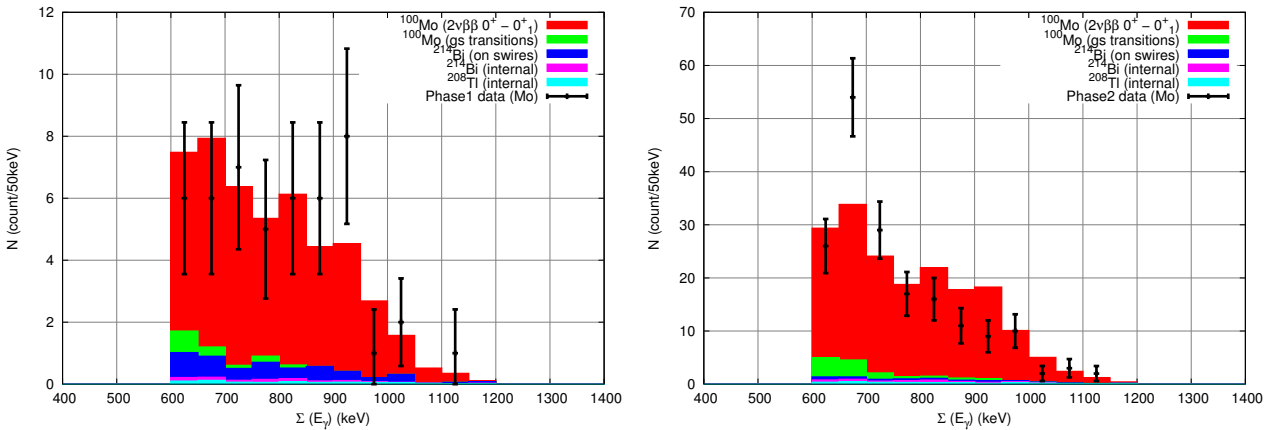 12
10
8
6
4
2
0
400 500 600 700 800 900 1000 1100 1200 1300 1400
N (count/50keV)
Σ (Eγ) (keV)
¹⁰⁰Mo (2νββ 0⁺ − 0⁺₁)
¹⁰⁰Mo (gs transitions)
²¹⁴Bi (on swires)
²¹⁴Bi (internal)
²⁰⁸Tl (internal)
Phase1 data (Mo)
70
60
50
40
30
20
10
0
400 500 600 700 800 900 1000 1100 1200 1300 1400
N (count/50keV)
Σ (Eγ) (keV)
¹⁰⁰Mo (2νββ 0⁺ − 0⁺₁)
¹⁰⁰Mo (gs transitions)
²¹⁴Bi (on swires)
²¹⁴Bi (internal)
²⁰⁸Tl (internal)
Phase2 data (Mo)